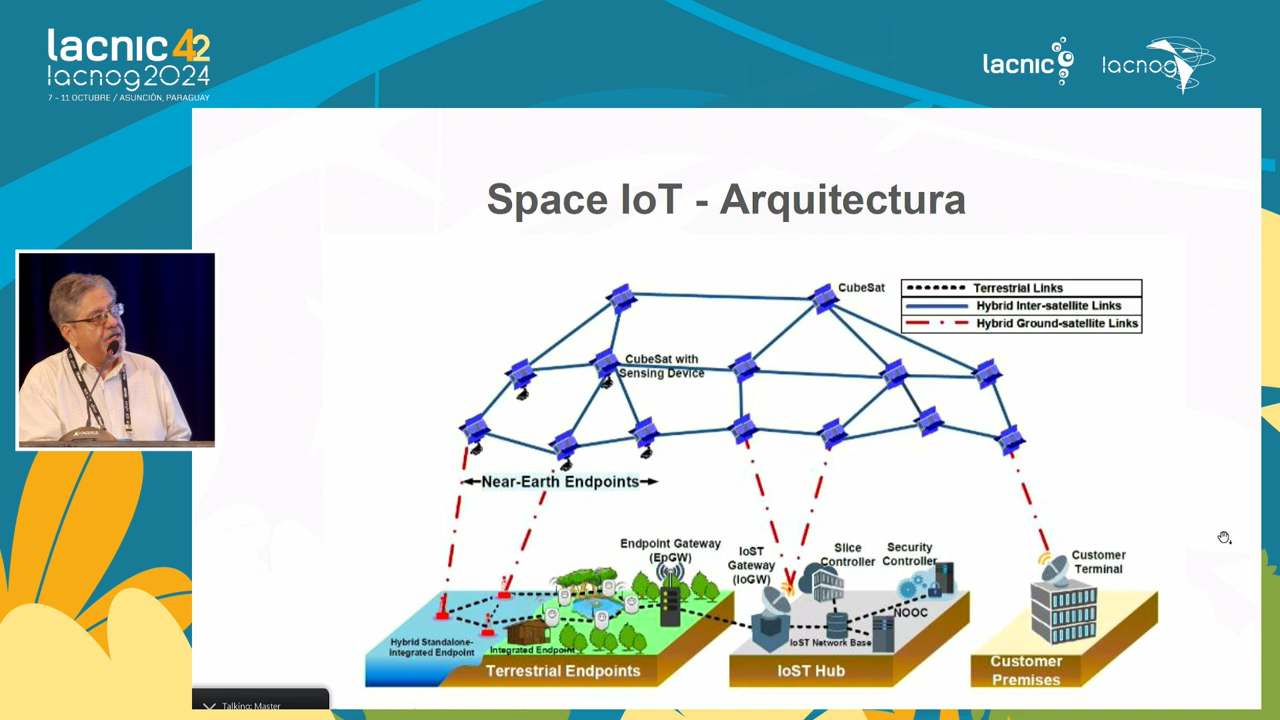 lacnic 42
lacnog2024
7 - 11 OCTUBRE / ASUNCIÓN, PARAGUAY
lacnic
lacnog
Space IoT - Arquitectura
CubeSat
Terrestrial Links
Hybrid Inter-satellite Links
Hybrid Ground-satellite Links
CubeSat with
Sensing Device
Near-Earth Endpoints
Endpoint Gateway
(EpGW)
IoST
Gateway
(IoGW)
Slice
Controller
Security
Controller
Customer
Terminal
NOOC
Hybrid Standalone-
Integrated Endpoint
Integrated Endpoint
IoST Network Base
Terrestrial Endpoints
IoST Hub
Customer
Premises
Talking: Master